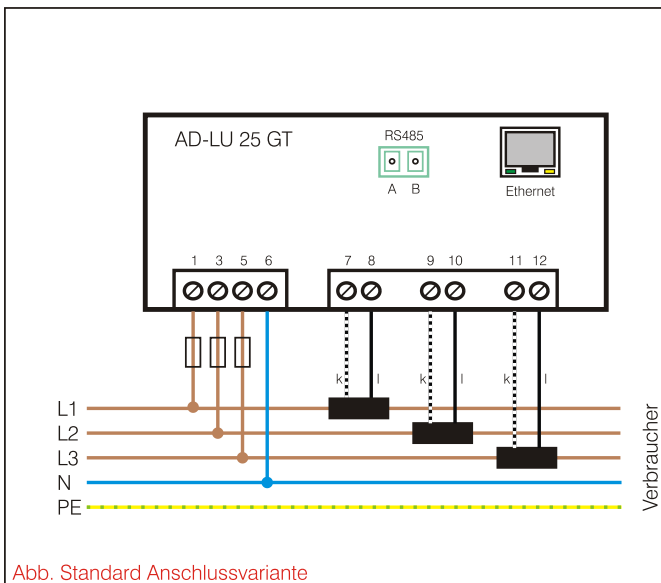 AD-LU 25 GT
RS485
A B
Ethernet
1 3 5 6 7 8 9 10 11 12
k l k l k l
L1
L2
L3
N
PE
Verbraucher
Abb. Standard Anschlussvariante